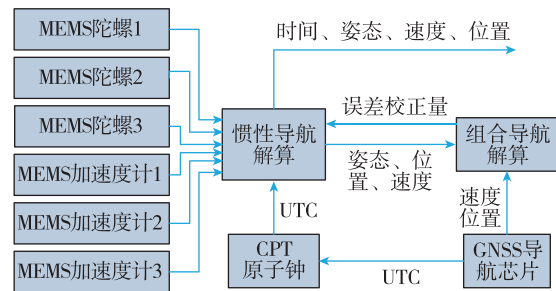 MEMS陀螺1
MEMS陀螺2
MEMS陀螺3
MEMS加速度计1
MEMS加速度计2
MEMS加速度计3
时间、姿态、速度、位置
惯性导航
解算
误差校正量
姿态、位
置、速度
组合导航
解算
UTC
速度
位置
CPT
原子钟
UTC
GNSS导
航芯片